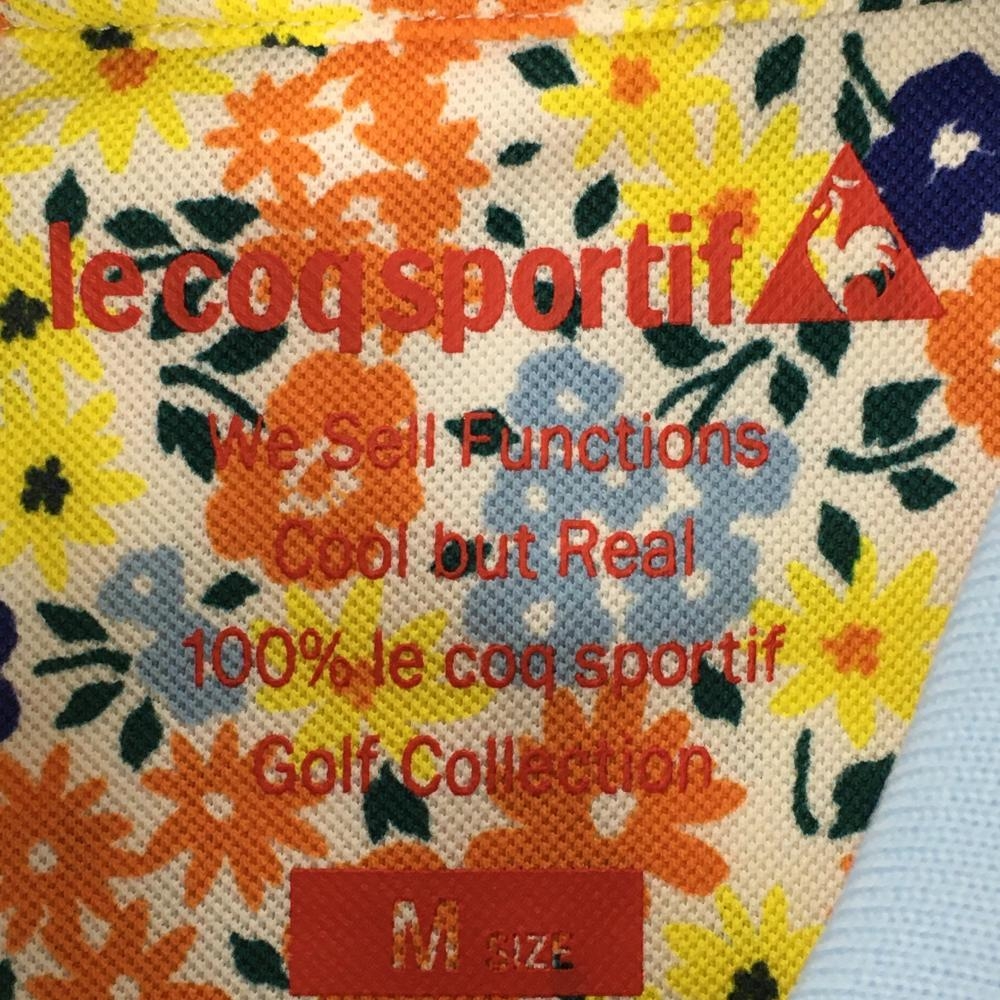 le coq sportif
We Sell Functions
Cool but Real
100% le coq sportif
Golf Collection
M SIZE